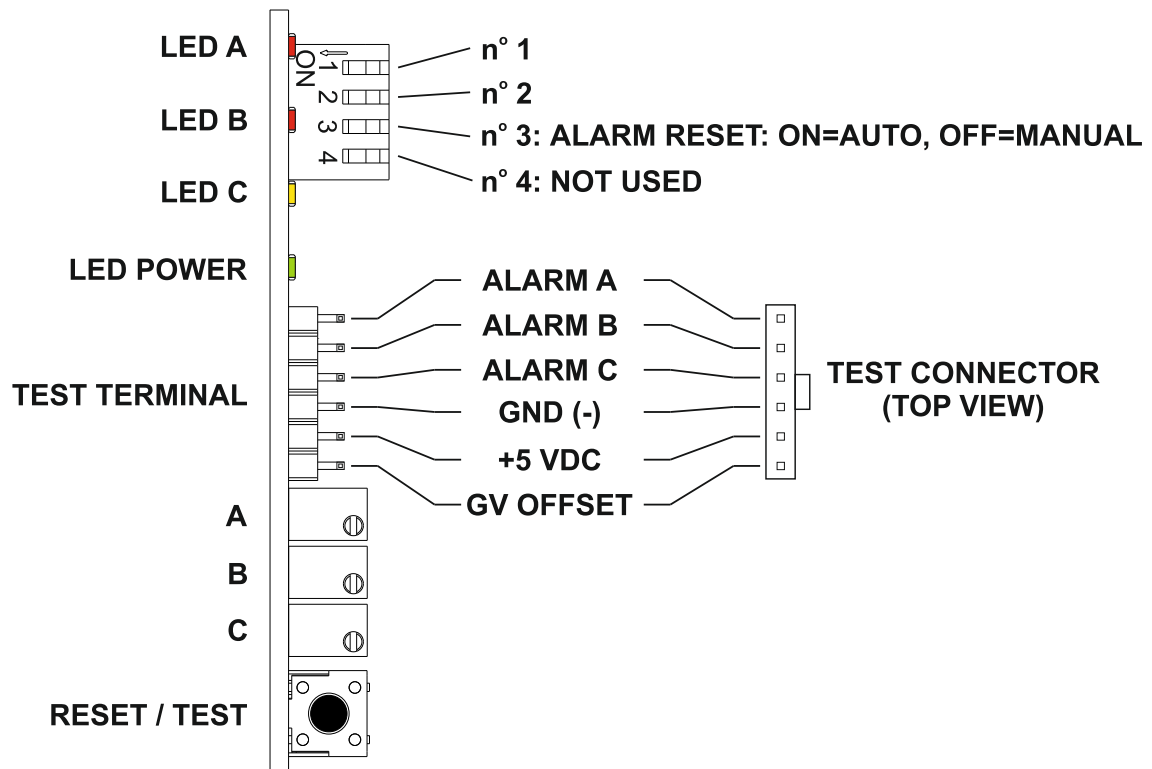 LED A
ON
1
n° 1
2
n° 2
LED B
3
n° 3: ALARM RESET: ON=AUTO, OFF=MANUAL
4
n° 4: NOT USED
LED C
LED POWER
ALARM A
ALARM B
ALARM C
GND (-)
+5 VDC
GV OFFSET
TEST TERMINAL
TEST CONNECTOR
(TOP VIEW)
A
B
C
RESET / TEST